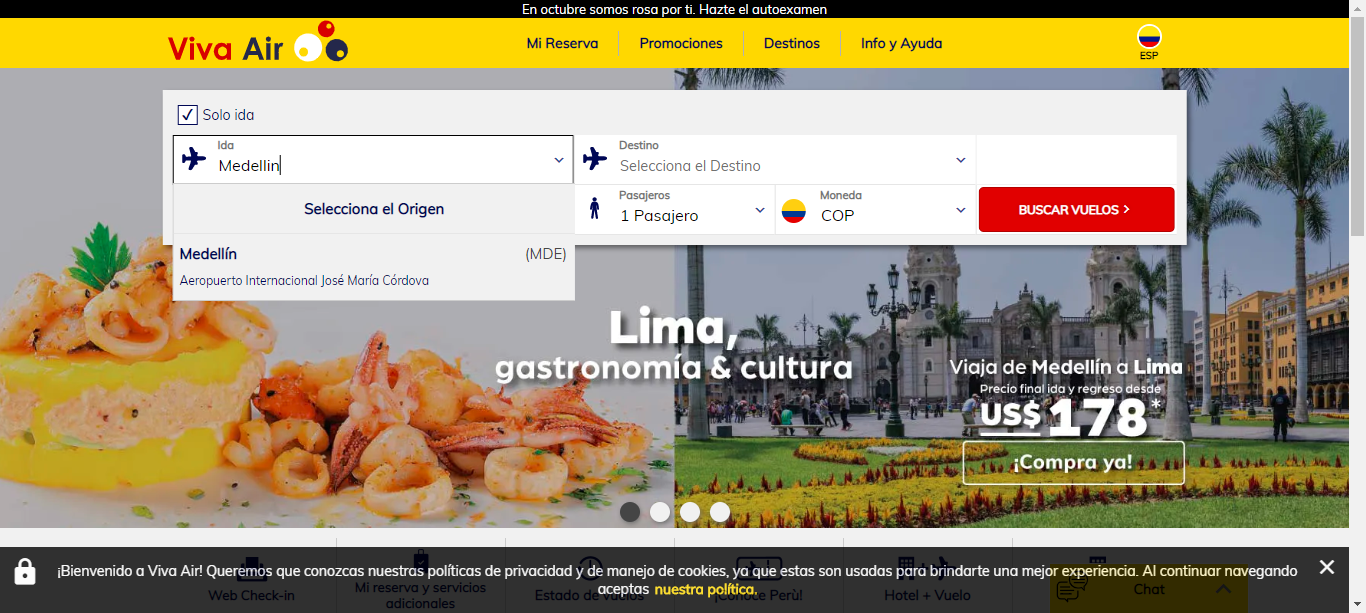 En octubre somos rosa por ti. Hazte el autoexamen
Viva Air
Mi Reserva
Promociones
Destinos
Info y Ayuda
ESP
Solo ida
Ida
Medellin
Destino
Selecciona el Destino
Selecciona el Origen
Pasajeros
1 Pasajero
Moneda
COP
BUSCAR VUELOS >
Medellín (MDE)
Aeropuerto Internacional José María Córdova
Lima,
gastronomía & cultura
Viaja de Medellín a Lima
Precio final ida y regreso desde
US$ 178*
¡Compra ya!
¡Bienvenido a Viva Air! Queremos que conozcas nuestras políticas de privacidad y de manejo de cookies, ya que estas son usadas para brindarte una mejor experiencia. Al continuar navegando
aceptas nuestra política.
Web Check-in
Mi reserva y servicios
adicionales
Estado de vuelos
¡Conoce Perù!
Hotel + Vuelo
Chat